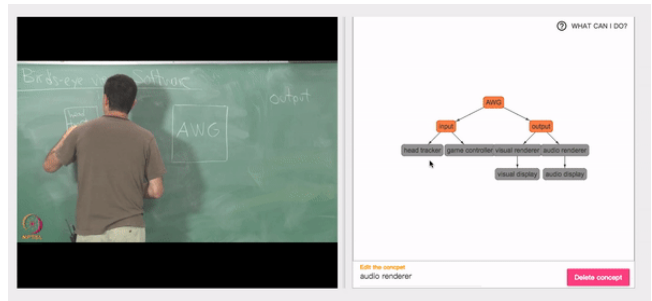 WHAT CAN I DO?
Birds-eye
output
AWG
NPTEL
AWG
input output
head tracker game controller visual renderer audio renderer
visual display audio display
Edit the concpet
audio renderer
Delete concept